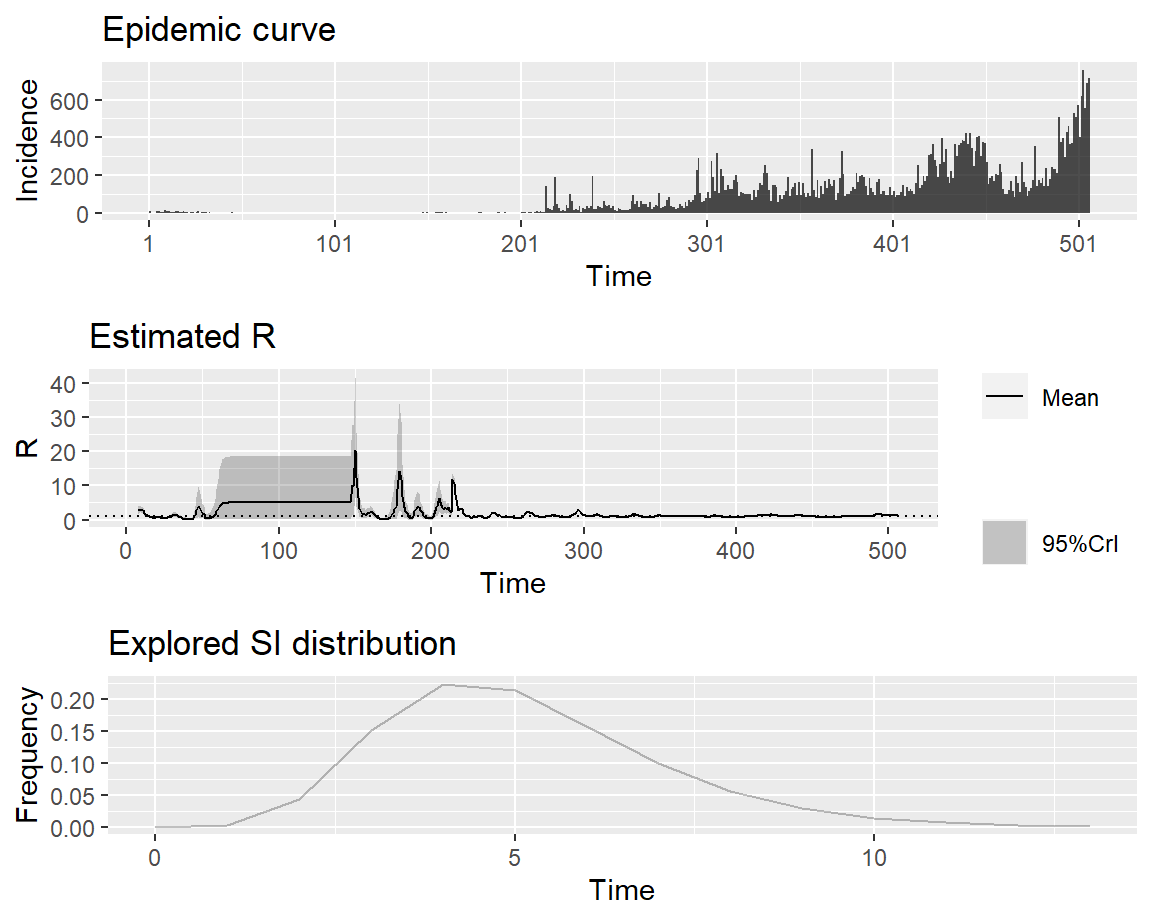 Epidemic curve
Incidence
600
400
200
0
1 101 201 301 401 501
Time
Estimated R
R
40
30
20
10
0
0 100 200 300 400 500
Time
Mean
95%CrI
Explored SI distribution
Frequency
0.20
0.15
0.10
0.05
0.00
0 5 10
Time